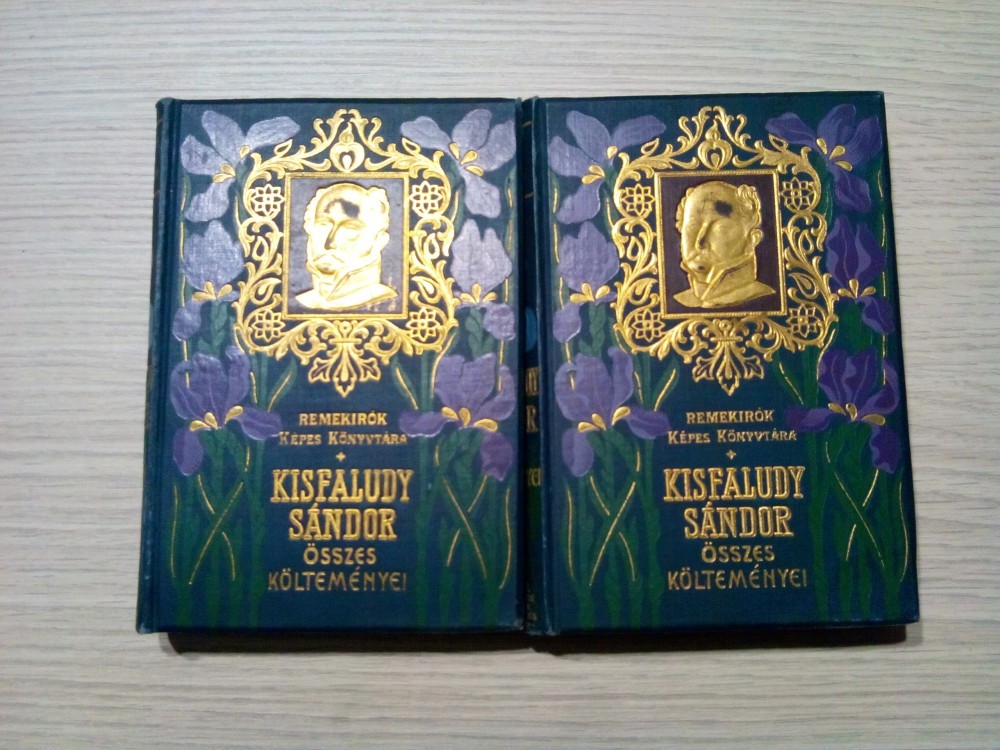 REMEKIRÓK
KÉPES KÖNYVTÁRA
KISFALUDY
SÁNDOR
ÖSSZES
KÖLTEMÉNYEI
REMEKIRÓK
KÉPES KÖNYVTÁRA
KISFALUDY
SÁNDOR
ÖSSZES
KÖLTEMÉNYEI